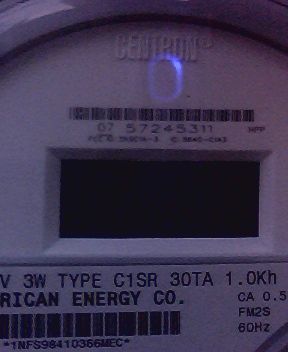 CENTRON®
07 57245311
V 3W TYPE C1SR 30TA 1.0Kh
RICAN ENERGY CO.
CA 0.5
FM2S
60Hz
*1NFS98410366MEC*